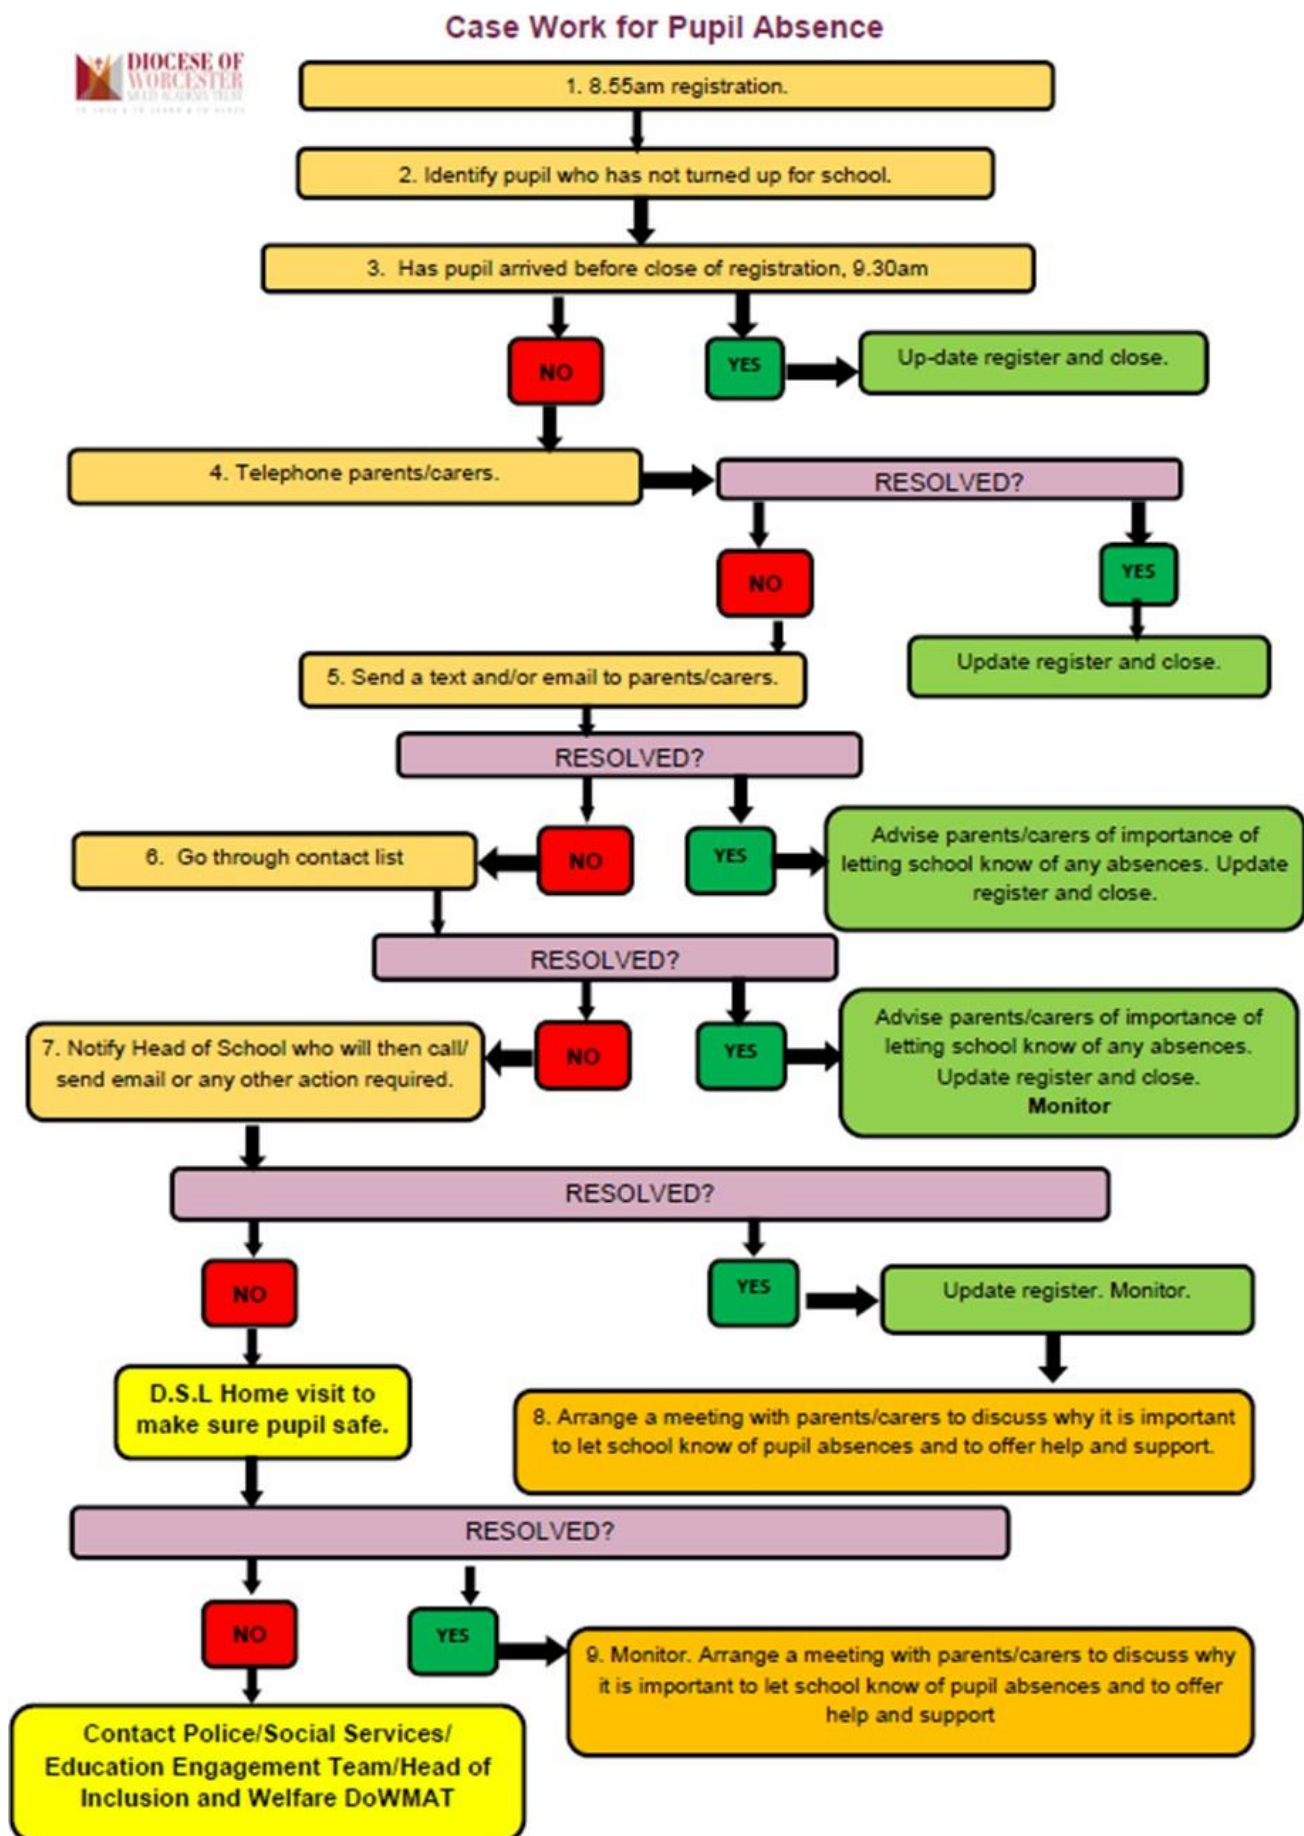 Case Work for Pupil Absence
DIOCESE OF
WORCESTER
MULTI ACADEMY TRUST
1. 8.55am registration.
2. Identify pupil who has not turned up for school.
3. Has pupil arrived before close of registration, 9.30am
NO
YES
Up-date register and close.
4. Telephone parents/carers.
RESOLVED?
NO
YES
Update register and close.
5. Send a text and/or email to parents/carers.
RESOLVED?
6. Go through contact list
NO
YES
Advise parents/carers of importance of
letting school know of any absences. Update
register and close.
RESOLVED?
7. Notify Head of School who will then call/
send email or any other action required.
NO
YES
Advise parents/carers of importance of
letting school know of any absences.
Update register and close.
Monitor
RESOLVED?
NO
YES
Update register. Monitor.
D.S.L Home visit to
make sure pupil safe.
8. Arrange a meeting with parents/carers to discuss why it is important
to let school know of pupil absences and to offer help and support.
RESOLVED?
NO
YES
9. Monitor. Arrange a meeting with parents/carers to discuss why
it is important to let school know of pupil absences and to offer
help and support
Contact Police/Social Services/
Education Engagement Team/Head of
Inclusion and Welfare DoWMAT